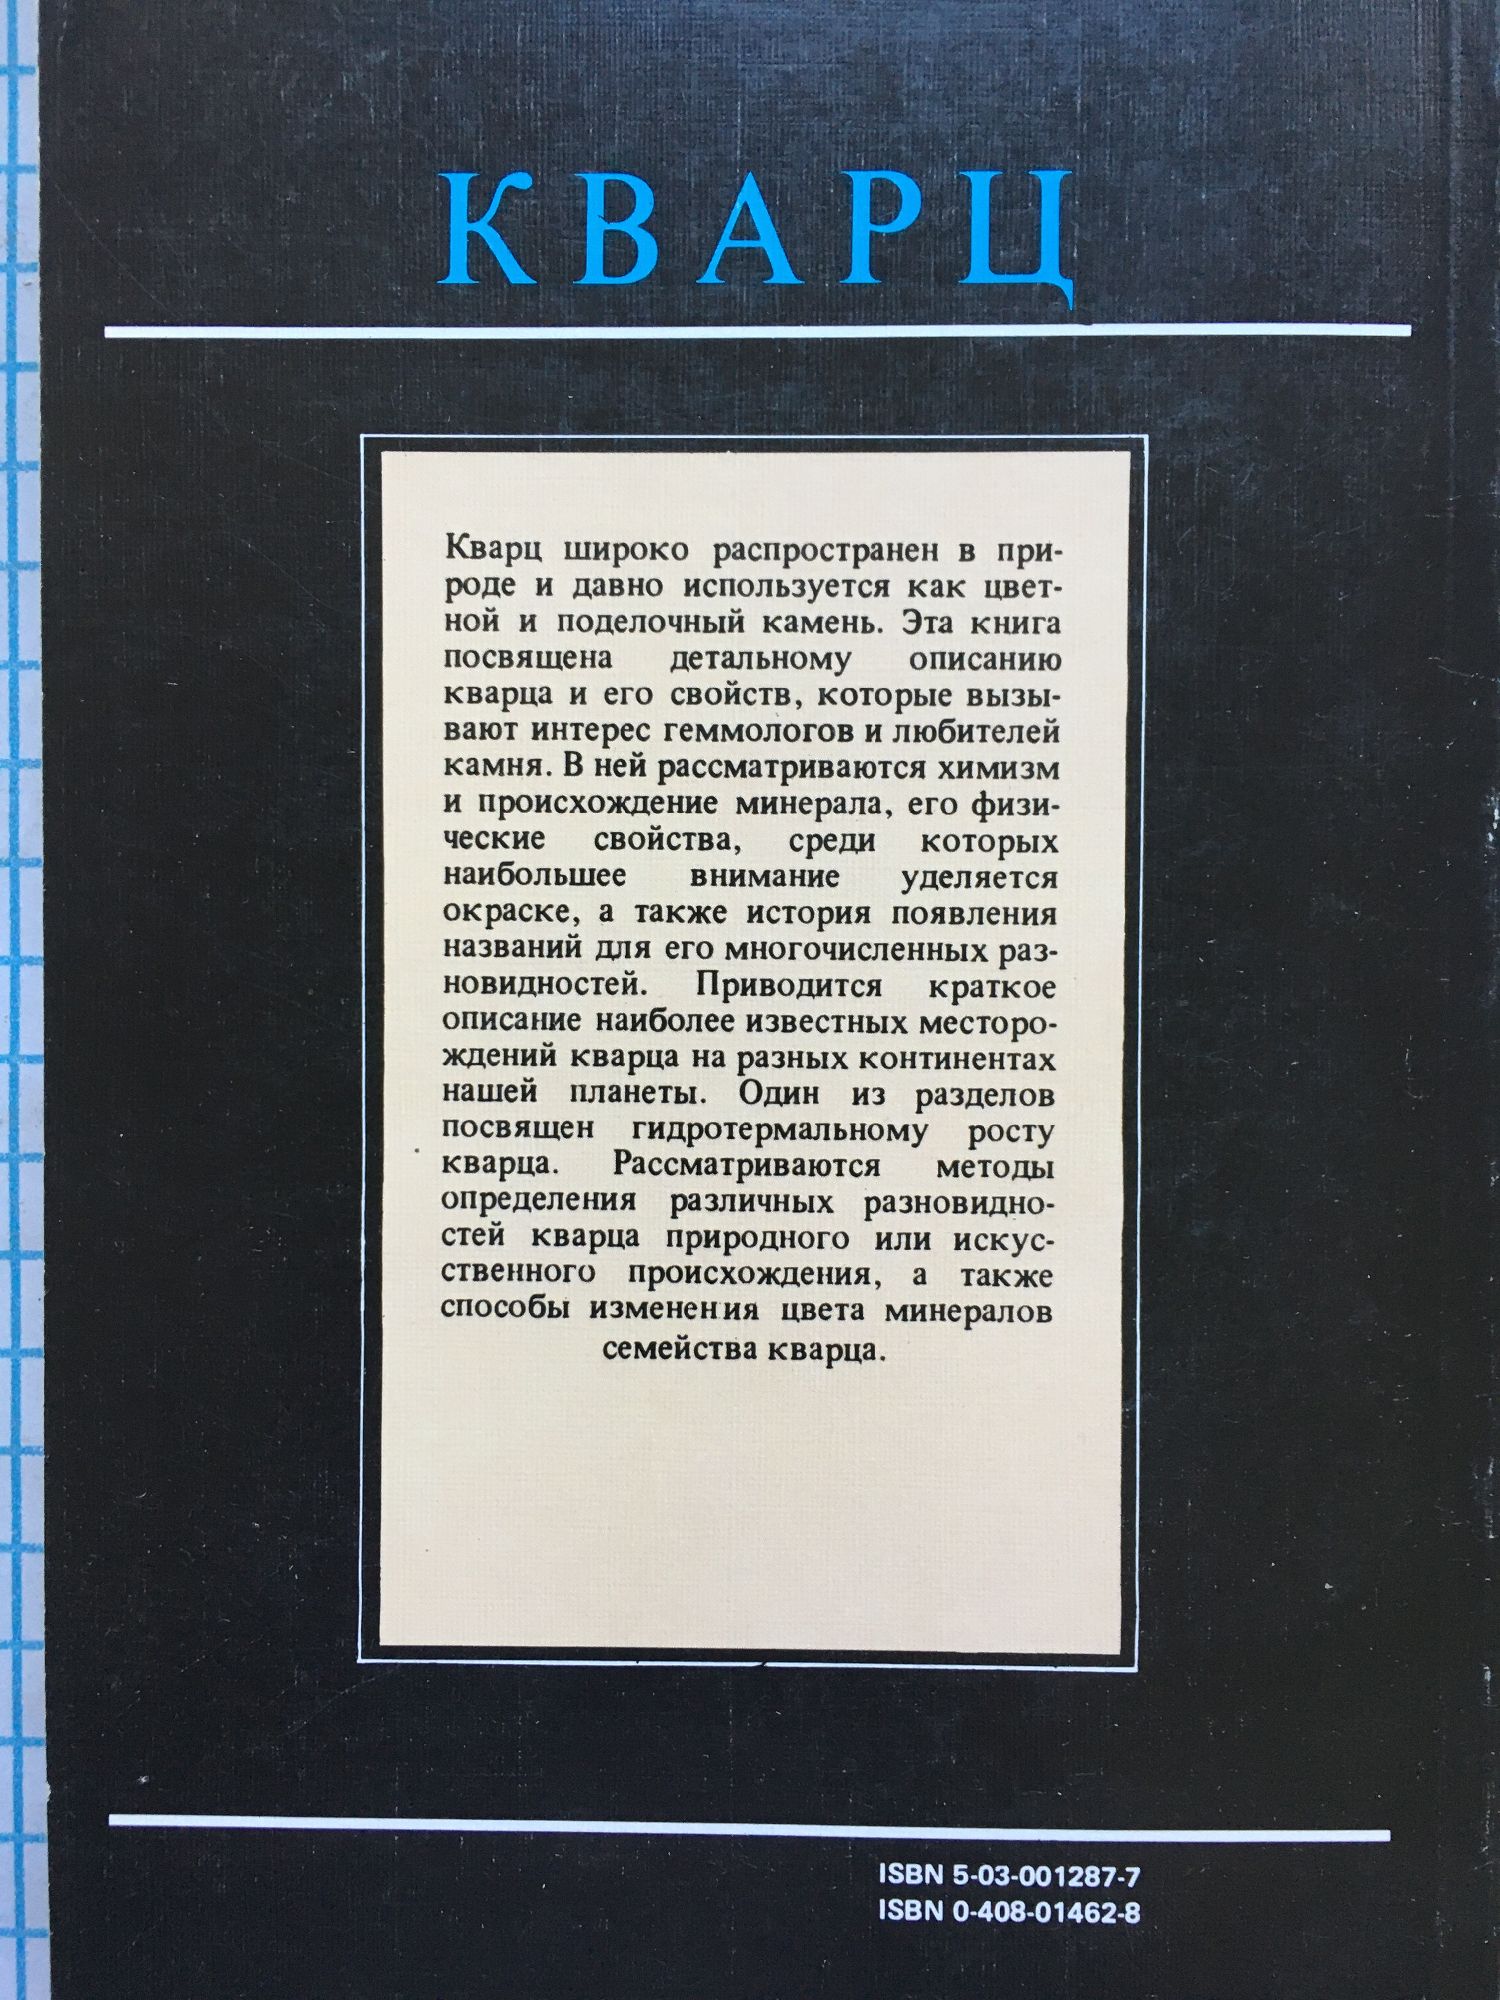 КВАРЦ
Кварц широко распространен в при-
роде и давно используется как цвет-
ной и поделочный камень. Эта книга
посвящена детальному описанию
кварца и его свойств, которые вызы-
вают интерес геммологов и любителей
камня. В ней рассматриваются химизм
и происхождение минерала, его физи-
ческие свойства, среди которых
наибольшее внимание уделяется
окраске, а также история появления
названий для его многочисленных раз-
новидностей. Приводится краткое
описание наиболее известных месторо-
ждений кварца на разных континентах
нашей планеты. Один из разделов
посвящен гидротермальному росту
кварца. Рассматриваются методы
определения различных разновидно-
стей кварца природного или искус-
ственного происхождения, а также
способы изменения цвета минералов
семейства кварца.
ISBN 5-03-001287-7
ISBN 0-408-01462-8